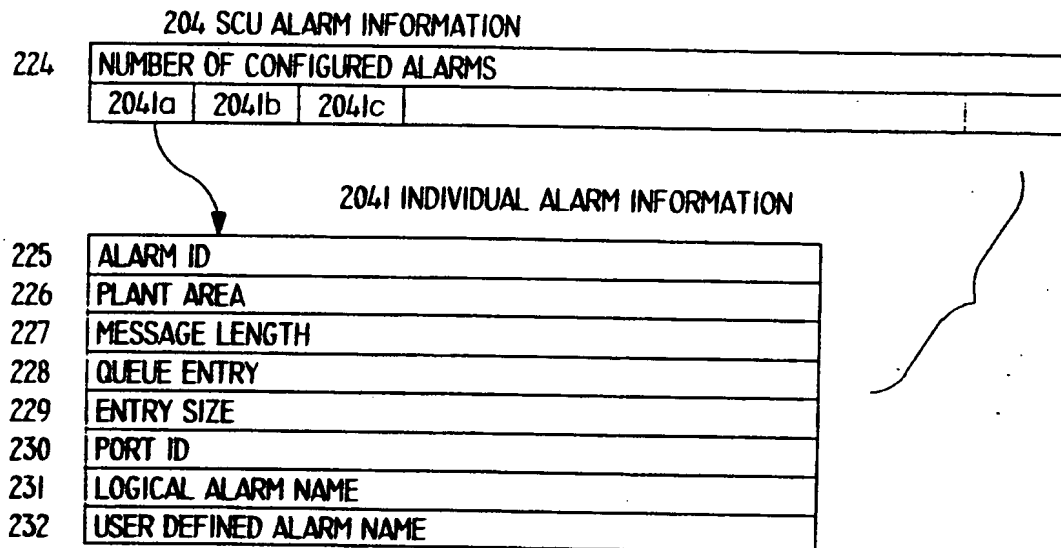 204 SCU ALARM INFORMATION
224 NUMBER OF CONFIGURED ALARMS
204Ia 204Ib 204Ic
204I INDIVIDUAL ALARM INFORMATION
225 ALARM ID
226 PLANT AREA
227 MESSAGE LENGTH
228 QUEUE ENTRY
229 ENTRY SIZE
230 PORT ID
231 LOGICAL ALARM NAME
232 USER DEFINED ALARM NAME